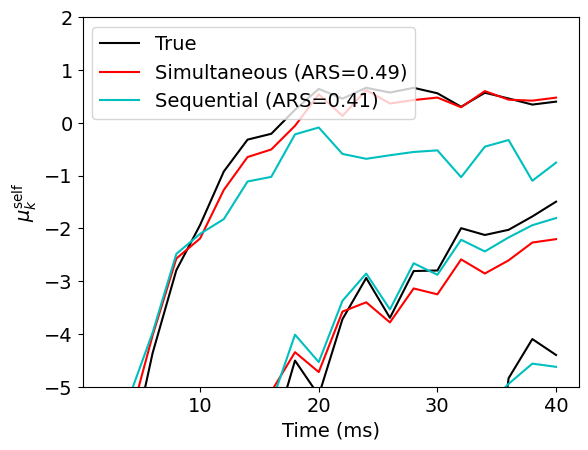 2
1
0
−1
−2
−3
−4
−5
μ_k^self
True
Simultaneous (ARS=0.49)
Sequential (ARS=0.41)
10
20
30
40
Time (ms)